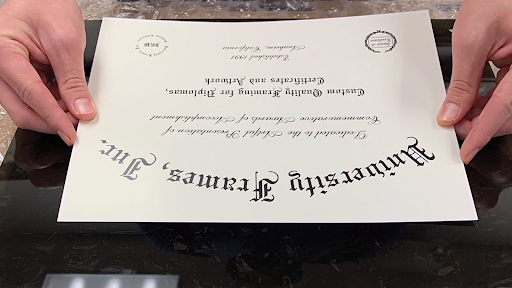 University Frames, Inc.
Dedicated to the Artful Presentation of
Commemorative Awards of Accomplishment
Custom Quality Framing for Diplomas,
Certificates and Artwork
Established 1991
Anaheim, California